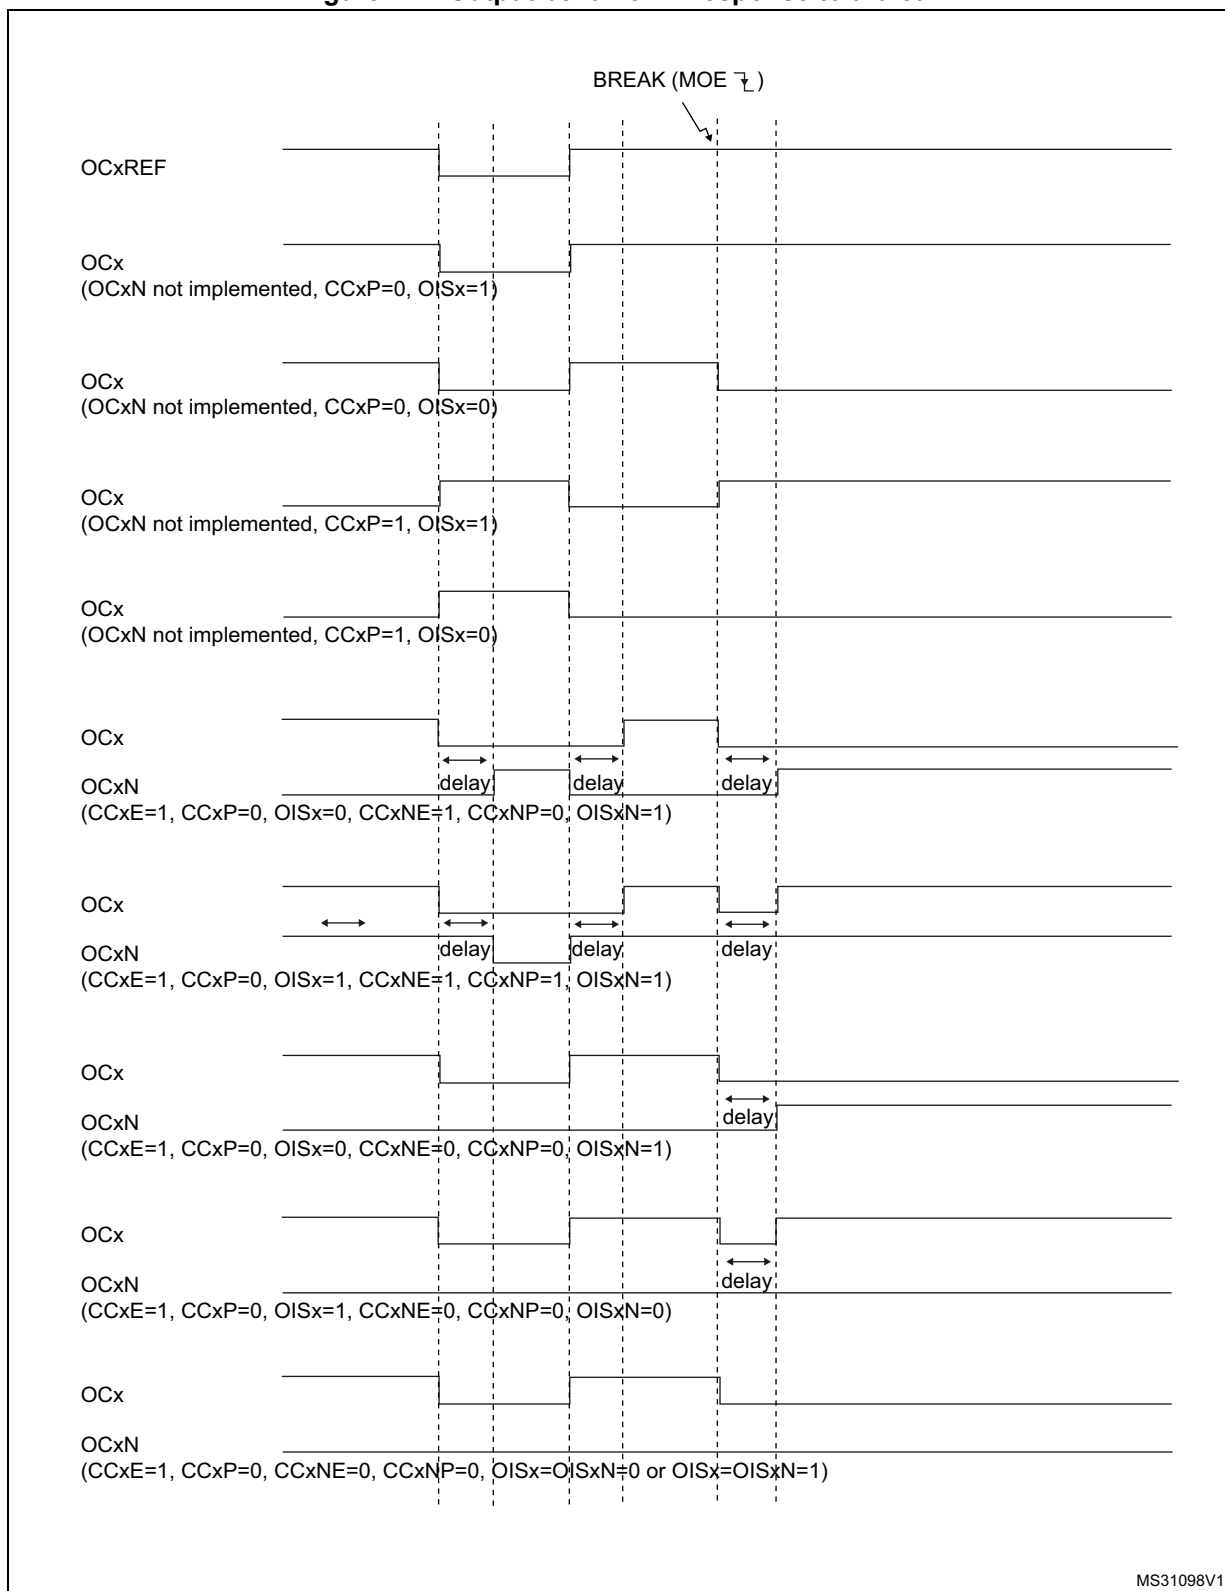 BREAK (MOE )
OCxREF
OCx
(OCxN not implemented, CCxP=0, OISx=1)
OCx
(OCxN not implemented, CCxP=0, OISx=0)
OCx
(OCxN not implemented, CCxP=1, OISx=1)
OCx
(OCxN not implemented, CCxP=1, OISx=0)
OCx
delay delay delay
OCxN
(CCxE=1, CCxP=0, OISx=0, CCxNE=1, CCxNP=0, OISxN=1)
OCx
delay delay delay
OCxN
(CCxE=1, CCxP=0, OISx=1, CCxNE=1, CCxNP=1, OISxN=1)
OCx
delay
OCxN
(CCxE=1, CCxP=0, OISx=0, CCxNE=0, CCxNP=0, OISxN=1)
OCx
delay
OCxN
(CCxE=1, CCxP=0, OISx=1, CCxNE=0, CCxNP=0, OISxN=0)
OCx
OCxN
(CCxE=1, CCxP=0, CCxNE=0, CCxNP=0, OISx=OISxN=0 or OISx=OISxN=1)
MS31098V1